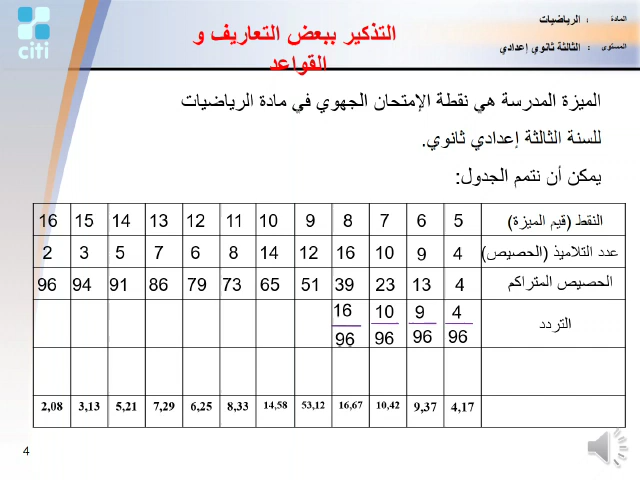 المادة : الرياضيات
المستوى : الثالثة ثانوي إعدادي
citi
التذكير ببعض التعاريف و
القواعد
الميزة المدرسة هي نقطة الإمتحان الجهوي في مادة الرياضيات
للسنة الثالثة إعدادي ثانوي.
يمكن أن نتمم الجدول:
النقط (قيم الميزة) 5 6 7 8 9 10 11 12 13 14 15 16
عدد التلاميذ (الحصيص) 4 9 10 16 12 14 8 6 7 5 3 2
الحصيص المتراكم 4 13 23 39 51 65 73 79 86 91 94 96
التردد 4/96 9/96 10/96 16/96
4,17 9,37 10,42 16,67 53,12 14,58 8,33 6,25 7,29 5,21 3,13 2,08
4